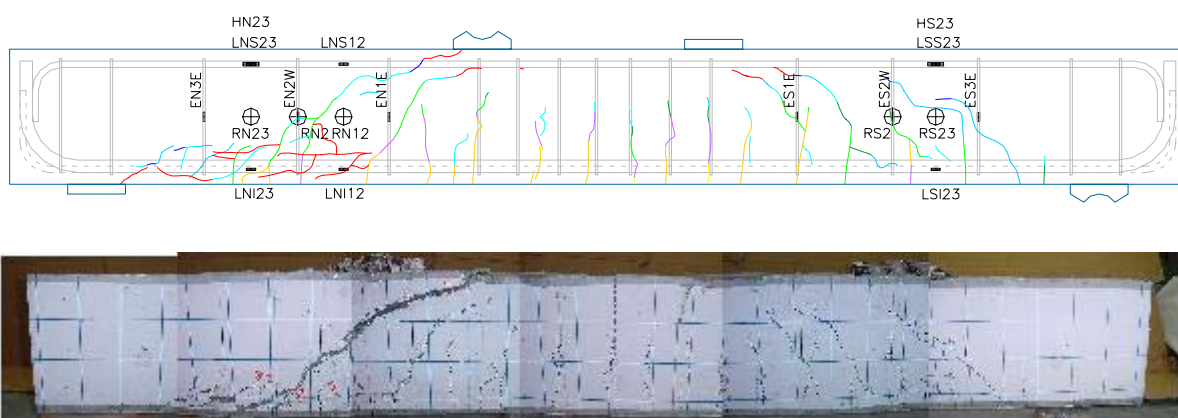 HN23
HS23
LNS23
LNS12
LSS23
EN3E
EN2W
EN1E
ES1E
ES2W
ES3E
RN23
RN2
RN12
RS2
RS23
LNI23
LNI12
LSI23